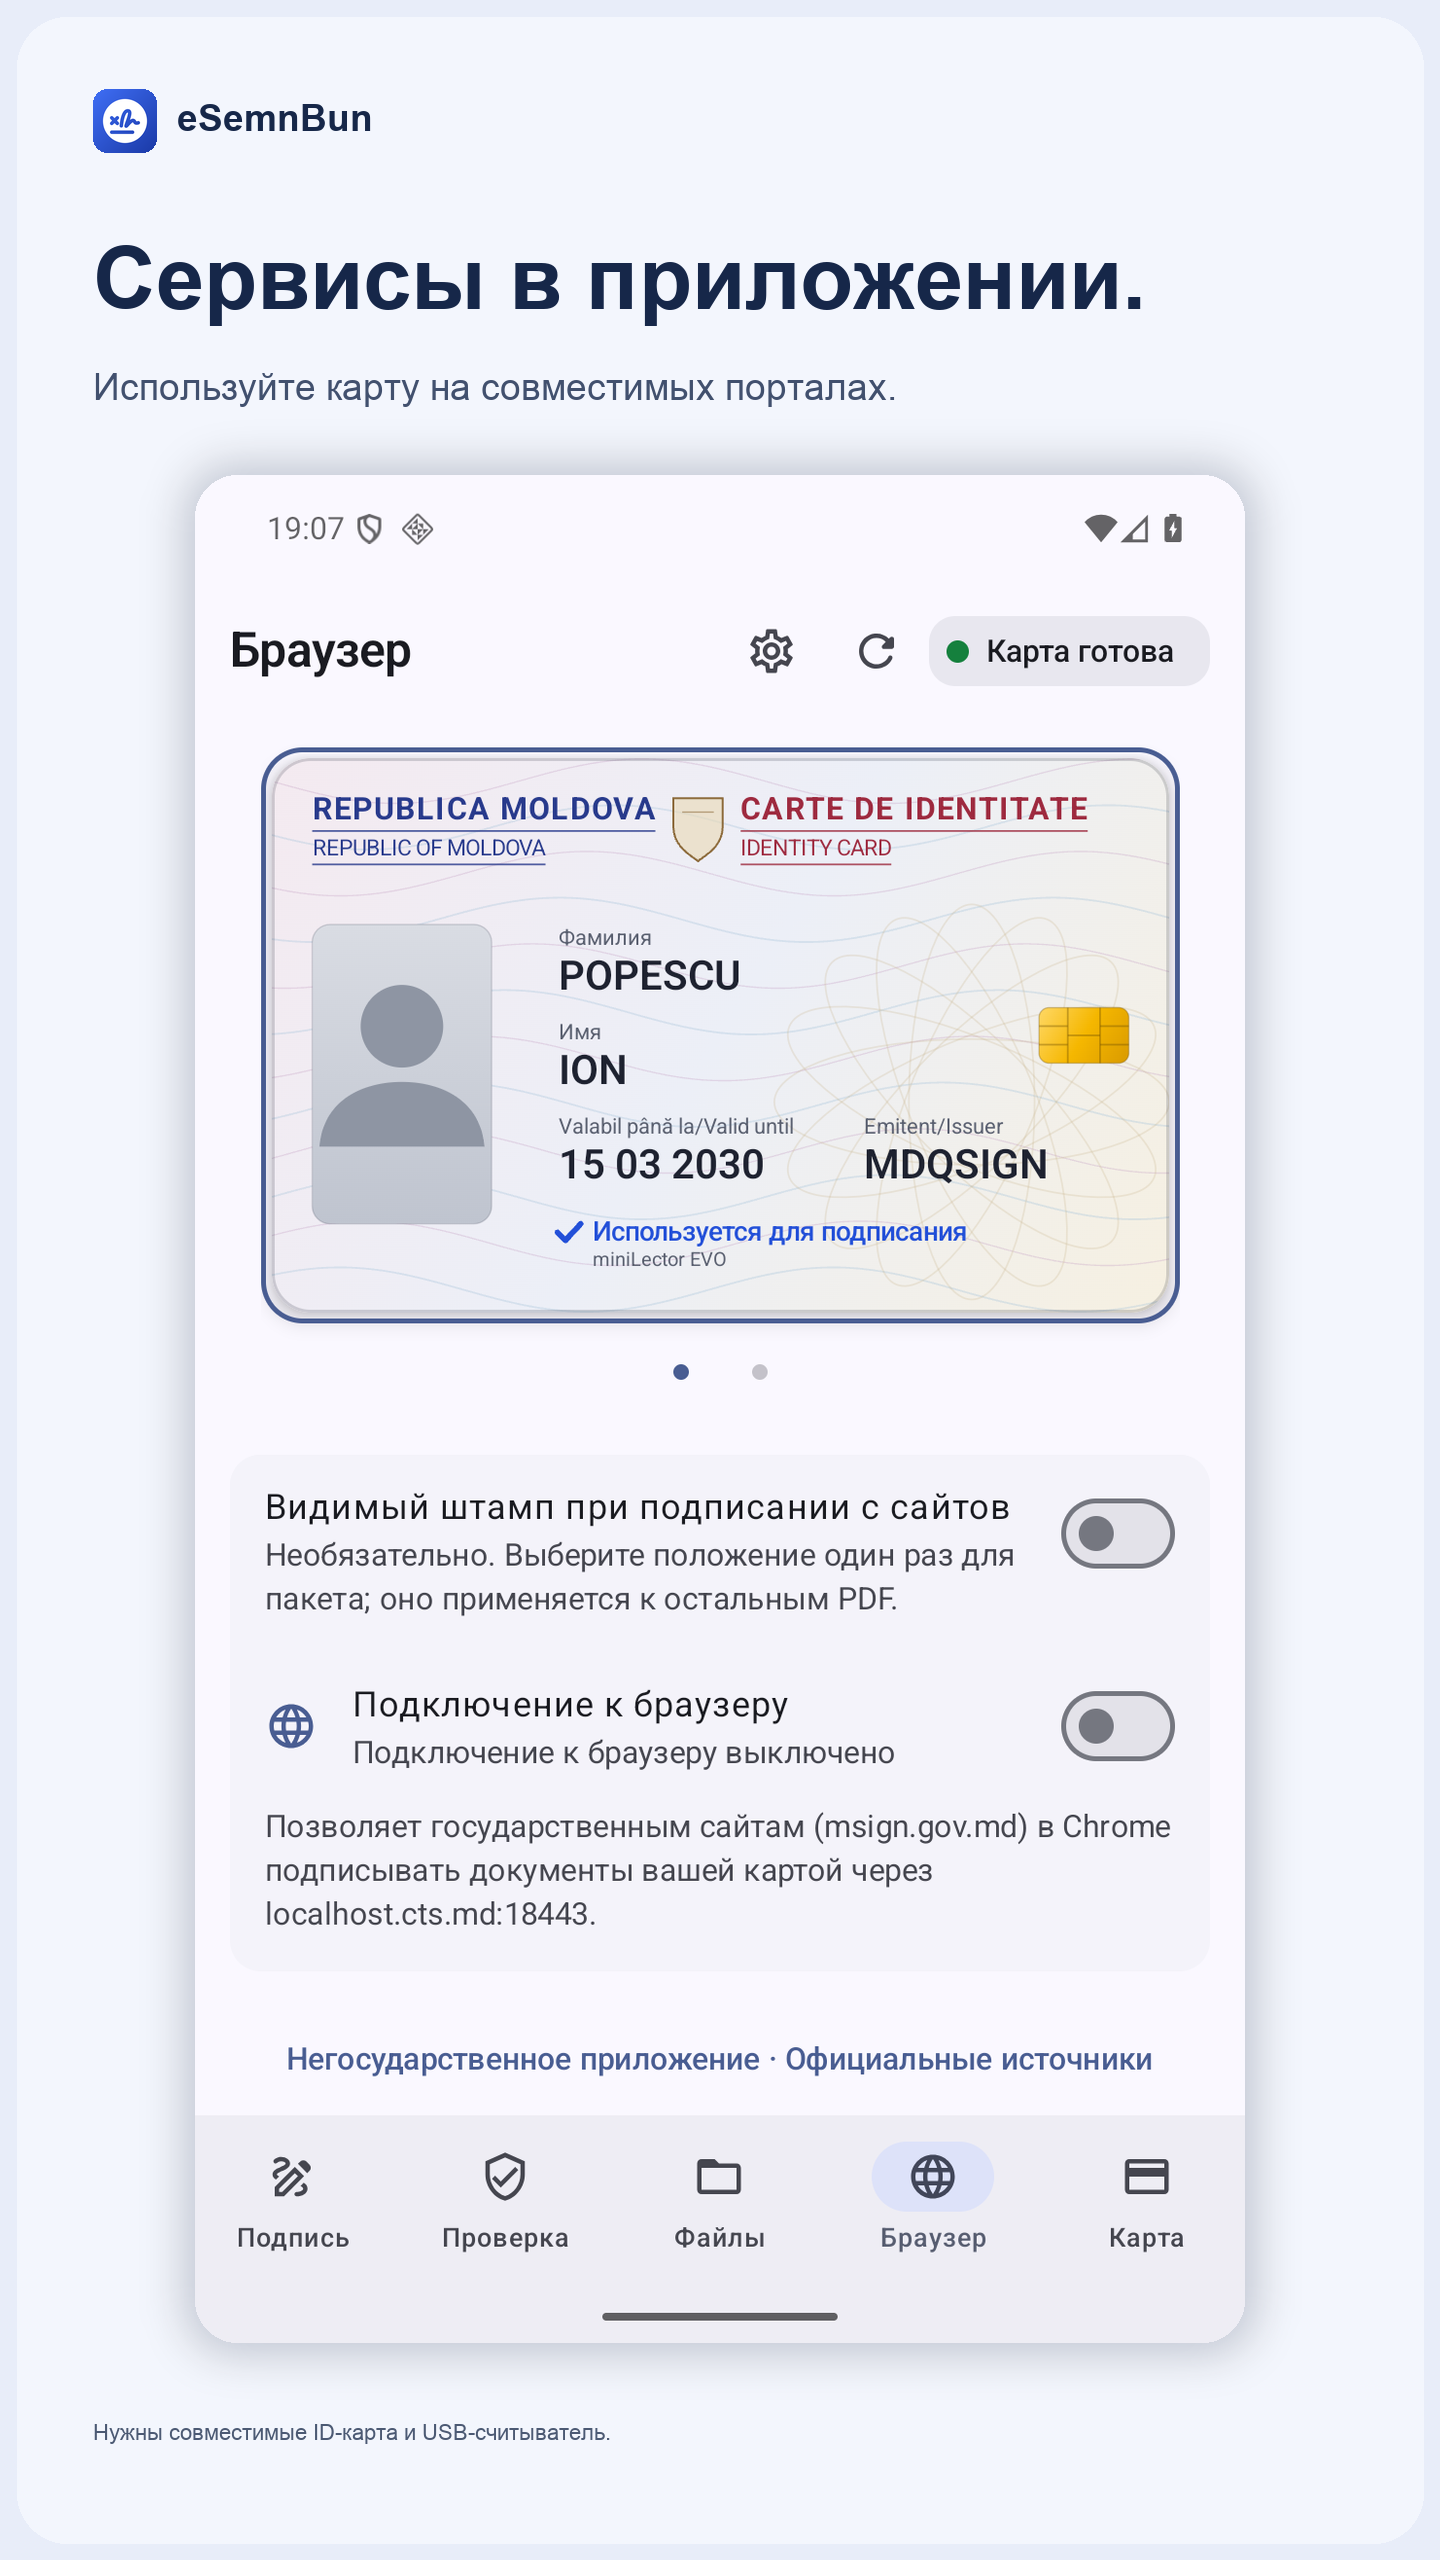 eSemnBun
Сервисы в приложении.
Используйте карту на совместимых порталах.
19:07
Браузер
Карта готова
REPUBLICA MOLDOVA
REPUBLIC OF MOLDOVA
CARTE DE IDENTITATE
IDENTITY CARD
Фамилия
POPESCU
Имя
ION
Valabil până la/Valid until
15 03 2030
Emitent/Issuer
MDQSIGN
Используется для подписания
miniLector EVO
Видимый штамп при подписании с сайтов
Необязательно. Выберите положение один раз для
пакета; оно применяется к остальным PDF.
Подключение к браузеру
Подключение к браузеру выключено
Позволяет государственным сайтам (msign.gov.md) в Chrome
подписывать документы вашей картой через
localhost.cts.md:18443.
Негосударственное приложение · Официальные источники
Подпись
Проверка
Файлы
Браузер
Карта
Нужны совместимые ID-карта и USB-считыватель.